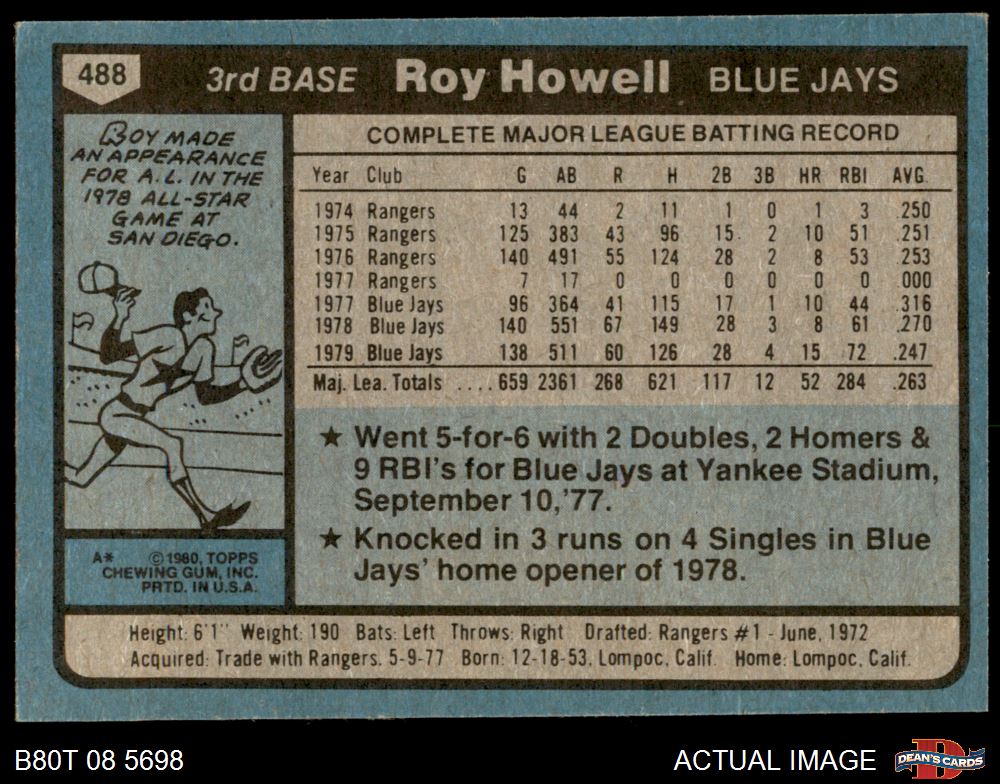 488 3rd BASE Roy Howell BLUE JAYS
ROY MADE
AN APPEARANCE
FOR A.L. IN THE
1978 ALL-STAR
GAME AT
SAN DIEGO.
COMPLETE MAJOR LEAGUE BATTING RECORD
Year Club G AB R H 2B 3B HR RBI AVG.
1974 Rangers 13 44 2 11 1 0 1 3 .250
1975 Rangers 125 383 43 96 15 2 10 51 .251
1976 Rangers 140 491 55 124 28 2 8 53 .253
1977 Rangers 7 17 0 0 0 0 0 0 .000
1977 Blue Jays 96 364 41 115 17 1 10 44 .316
1978 Blue Jays 140 551 67 149 28 3 8 61 .270
1979 Blue Jays 138 511 60 126 28 4 15 72 .247
Maj. Lea. Totals ....659 2361 268 621 117 12 52 284 .263
★ Went 5-for-6 with 2 Doubles, 2 Homers &
9 RBI's for Blue Jays at Yankee Stadium,
September 10,'77.
★ Knocked in 3 runs on 4 Singles in Blue
Jays' home opener of 1978.
A* ©1980, TOPPS
CHEWING GUM, INC.
PRTD. IN U.S.A.
Height: 6'1" Weight: 190 Bats: Left Throws: Right Drafted: Rangers #1 - June, 1972
Acquired: Trade with Rangers, 5-9-77 Born: 12-18-53, Lompoc, Calif. Home: Lompoc, Calif.
B80T 08 5698 ACTUAL IMAGE D DEAN'S CARDS